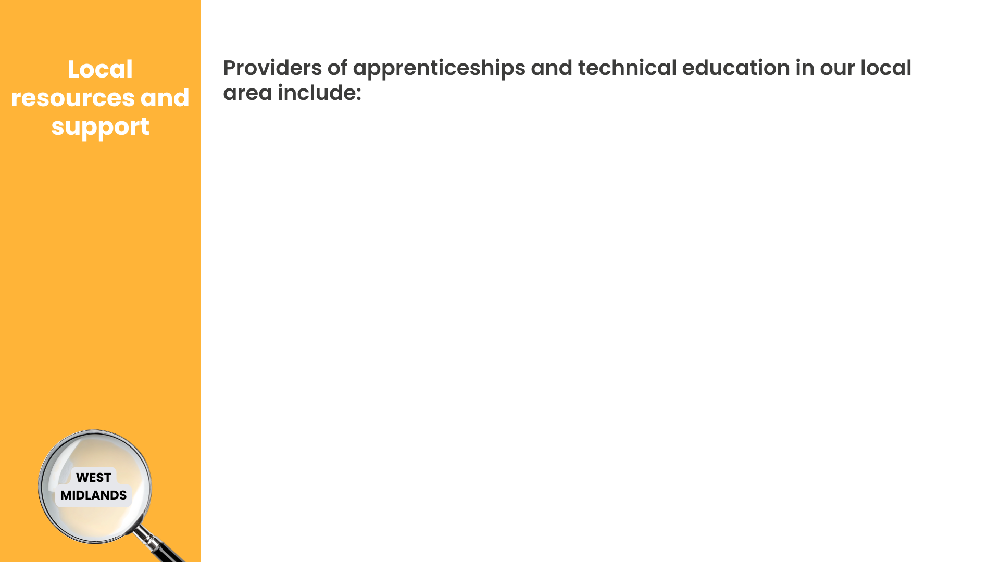 Local
resources and
support
Providers of apprenticeships and technical education in our local
area include:
WEST
MIDLANDS